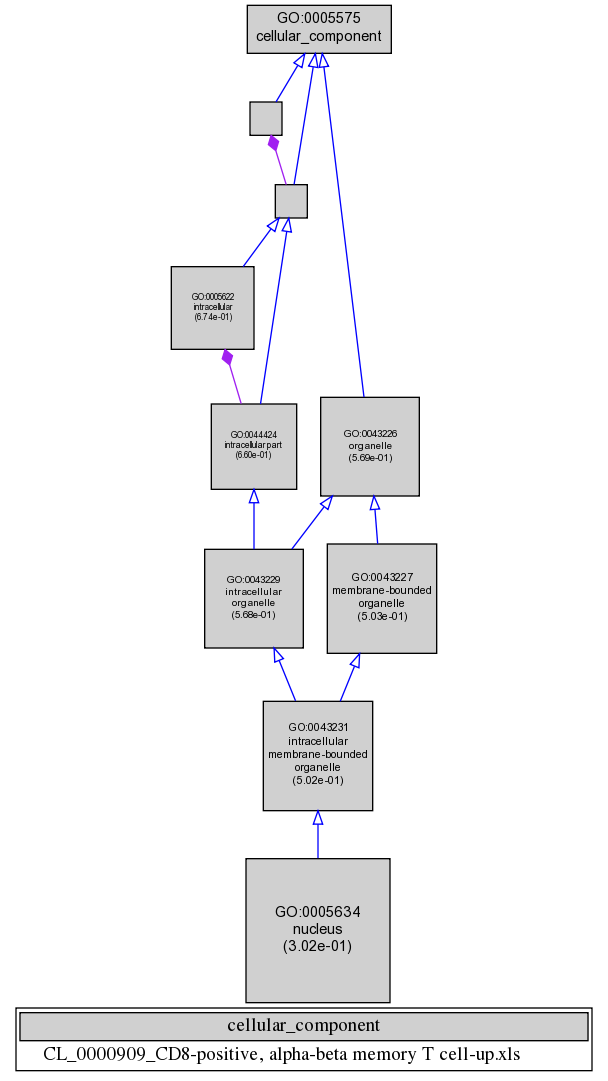 GO:0005575
cellular_component
GO:0005622
intracellular
(6.74e-01)
GO:0044424
intracellular part
(6.60e-01)
GO:0043226
organelle
(5.69e-01)
GO:0043229
intracellular
organelle
(5.68e-01)
GO:0043227
membrane-bounded
organelle
(5.03e-01)
GO:0043231
intracellular
membrane-bounded
organelle
(5.02e-01)
GO:0005634
nucleus
(3.02e-01)
cellular_component
CL_0000909_CD8-positive, alpha-beta memory T cell-up.xls